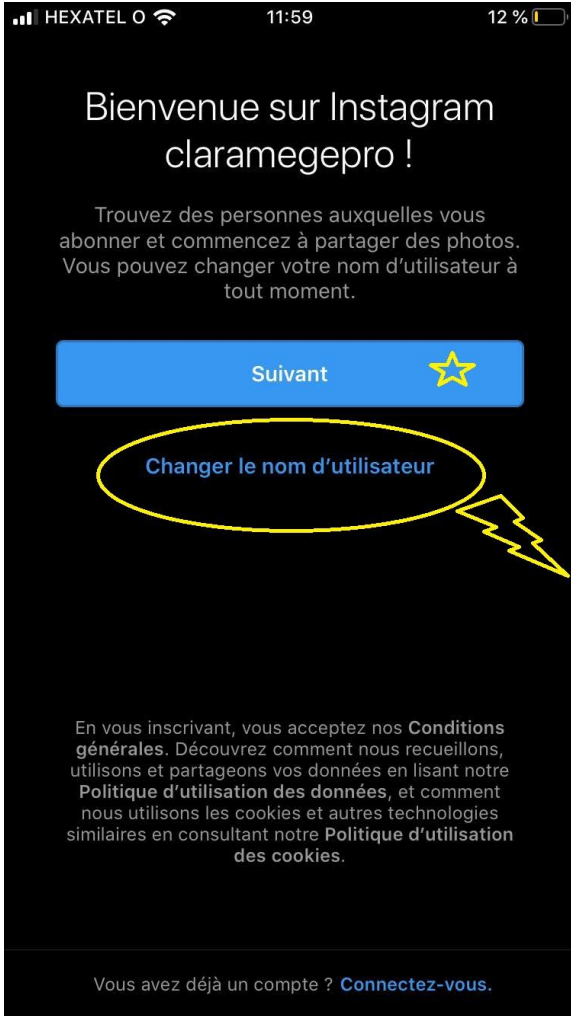 HEXATEL O 11:59 12 %
Bienvenue sur Instagram
claramegepro !
Trouvez des personnes auxquelles vous
abonner et commencez à partager des photos.
Vous pouvez changer votre nom d’utilisateur à
tout moment.
Suivant
Changer le nom d’utilisateur
En vous inscrivant, vous acceptez nos Conditions
générales. Découvrez comment nous recueillons,
utilisons et partageons vos données en lisant notre
Politique d’utilisation des données, et comment
nous utilisons les cookies et autres technologies
similaires en consultant notre Politique d’utilisation
des cookies.
Vous avez déjà un compte ? Connectez-vous.